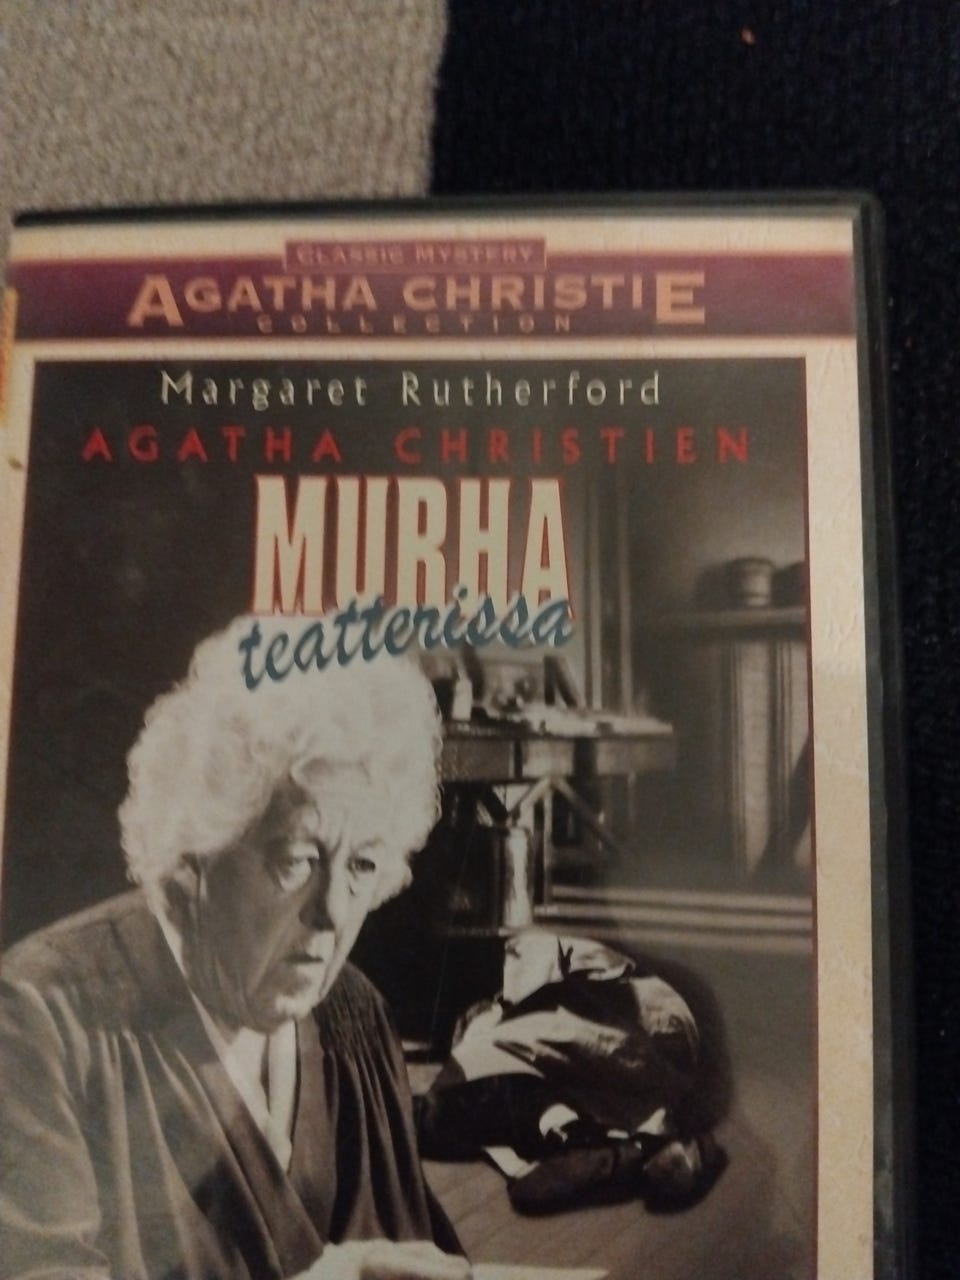 CLASSIC MYSTERY
AGATHA CHRISTIE
COLLECTION
Margaret Rutherford
AGATHA CHRISTIEN
MURHA
teatterissa